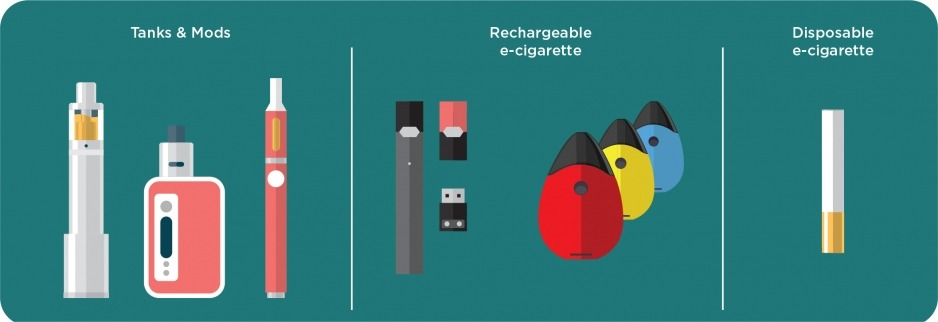 Tanks & Mods
Rechargeable
e-cigarette
Disposable
e-cigarette